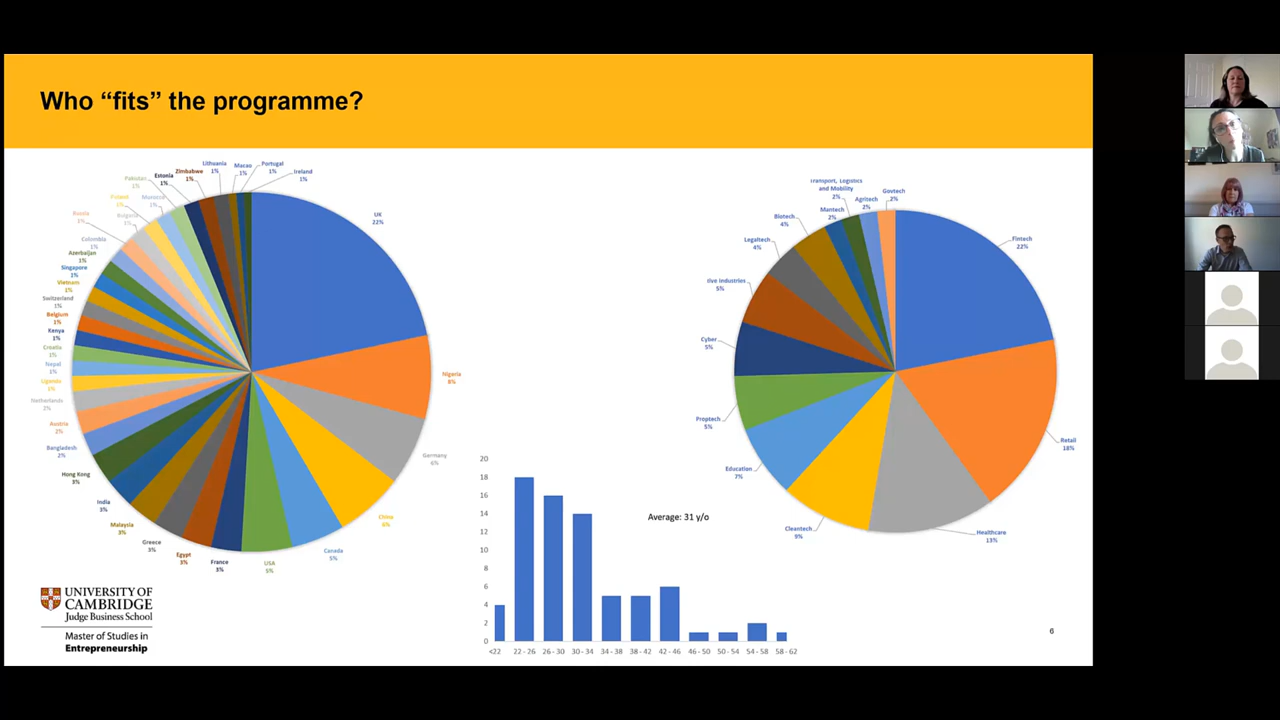 Who “fits” the programme?
Lithuania
1%
Macao
1%
Portugal
1%
Ireland
1%
Zimbabwe
1%
Estonia
1%
Pakistan
1%
Morocco
1%
Poland
1%
Bulgaria
1%
Russia
1%
Colombia
1%
Azerbaijan
1%
Singapore
1%
Vietnam
1%
Switzerland
1%
Belgium
1%
Kenya
1%
Croatia
1%
Nepal
1%
Uganda
1%
Netherlands
2%
Austria
2%
Bangladesh
2%
Hong Kong
3%
India
3%
Malaysia
3%
Greece
3%
Egypt
3%
France
3%
USA
5%
Canada
5%
China
6%
Germany
6%
Nigeria
8%
UK
22%
20
18
16
14
12
10
8
6
4
2
0
<22
22 - 26
26 - 30
30 - 34
34 - 38
38 - 42
42 - 46
46 - 50
50 - 54
54 - 58
58 - 62
Average: 31 y/o
Transport, Logistics
and Mobility
2%
Govtech
2%
Agritech
2%
Mantech
2%
Biotech
4%
Legaltech
4%
ive Industries
5%
Cyber
5%
Proptech
5%
Education
7%
Cleantech
9%
Healthcare
13%
Retail
18%
Fintech
22%
UNIVERSITY OF
CAMBRIDGE
Judge Business School
Master of Studies in
Entrepreneurship
6